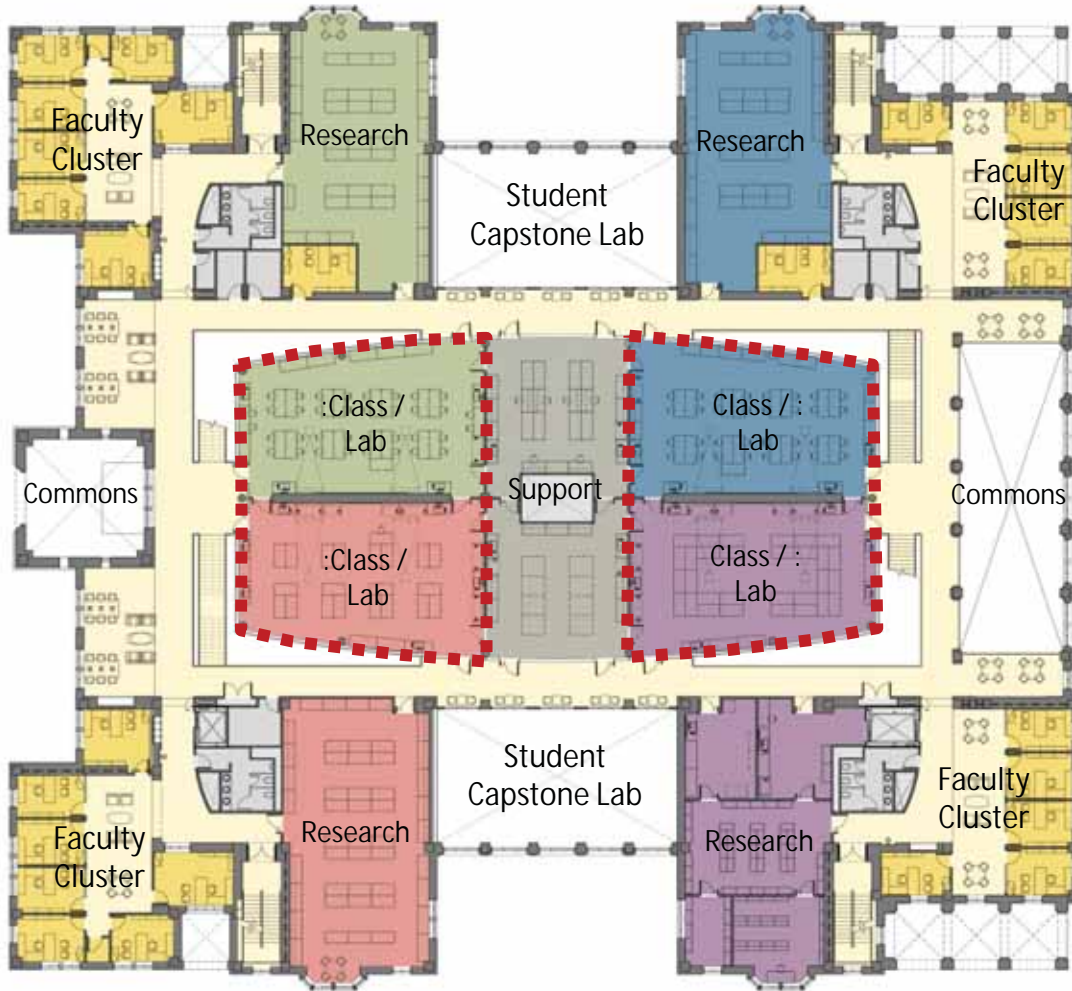 Research
Research
Faculty
Cluster
Faculty
Cluster
Student
Capstone Lab
:Class /
Lab
Class / :
Lab
Commons
Support
Commons
:Class /
Lab
Class / :
Lab
Student
Capstone Lab
Faculty
Cluster
Research
Research
Faculty
Cluster